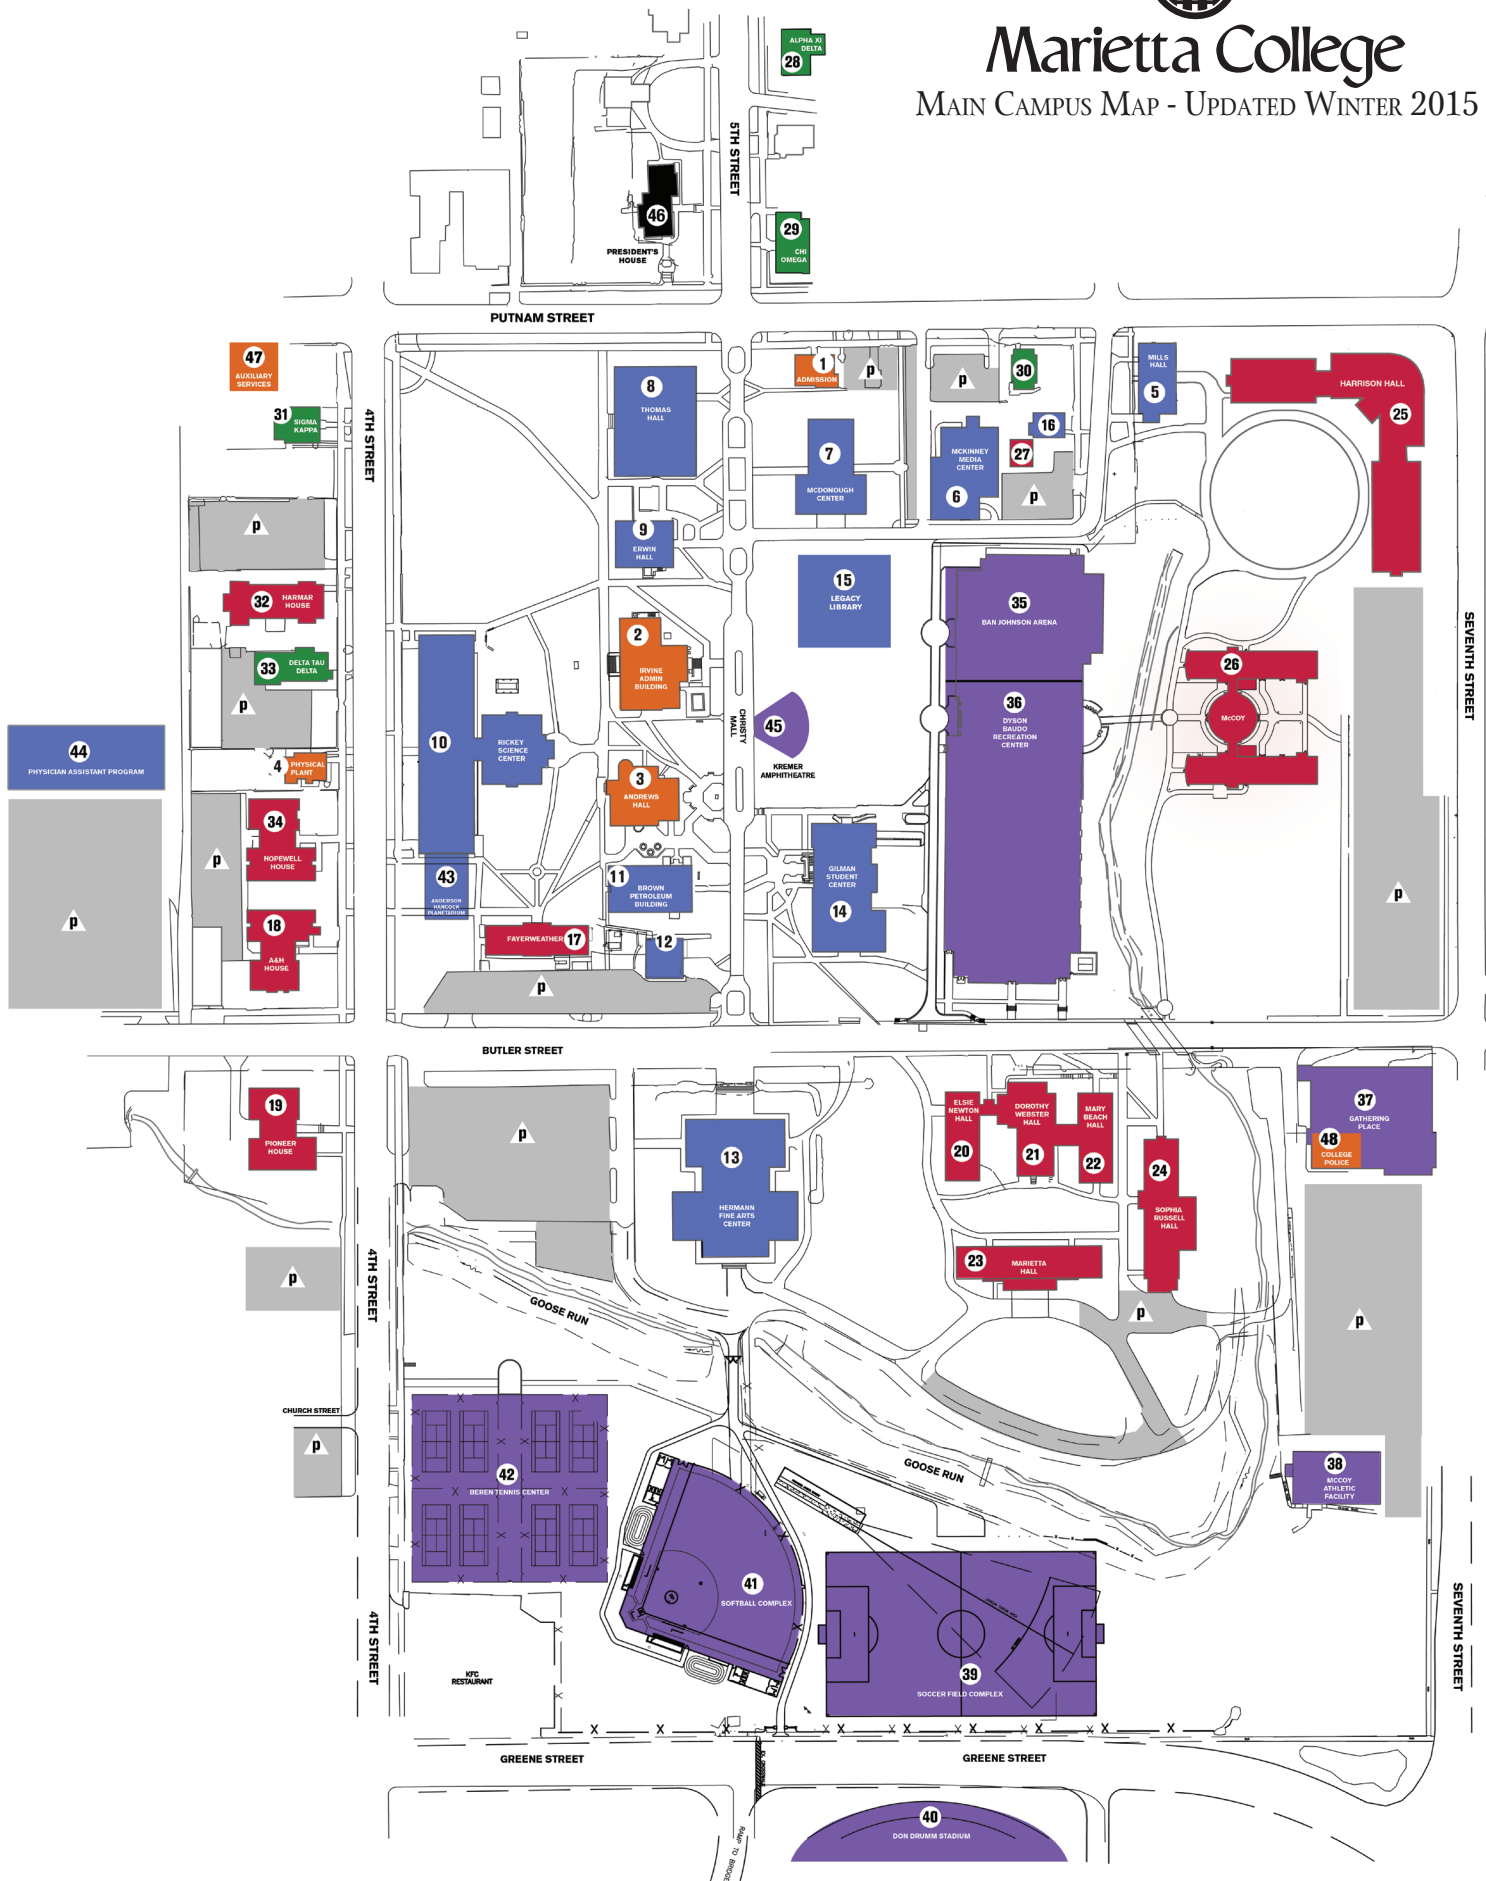 Marietta College
MAIN CAMPUS MAP - UPDATED WINTER 2015
ALPHA XI
DELTA
28
5TH STREET
46
PRESIDENT'S
HOUSE
29
CHI
OMEGA
PUTNAM STREET
47
AUXILIARY
SERVICES
31
SIGMA
KAPPA
4TH STREET
8
THOMAS
HALL
1
ADMISSION
p
p
30
MILLS
HALL
5
HARRISON HALL
25
7
MCDONOUGH
CENTER
MCKINNEY
MEDIA
CENTER
6
16
27
p
p
9
ERWIN
HALL
15
LEGACY
LIBRARY
35
BAN JOHNSON ARENA
32
HARMAR
HOUSE
2
IRVINE
ADMIN
BUILDING
33
DELTA TAU
DELTA
p
26
McCOY
SEVENTH STREET
36
DYSON
BAUDO
RECREATION
CENTER
CHRISTY
MALL
45
KREMER
AMPHITHEATRE
44
PHYSICIAN ASSISTANT PROGRAM
10
RICKEY
SCIENCE
CENTER
4
PHYSICAL
PLANT
3
ANDREWS
HALL
34
HOPEWELL
HOUSE
p
p
43
ANDERSON
HANCOCK
PLANETARIUM
11
BROWN
PETROLEUM
BUILDING
GILMAN
STUDENT
CENTER
14
p
18
A&H
HOUSE
FAYERWEATHER
17
12
p
BUTLER STREET
19
PIONEER
HOUSE
p
13
HERMANN
FINE ARTS
CENTER
ELSIE
NEWTON
HALL
20
DOROTHY
WEBSTER
HALL
21
MARY
BEACH
HALL
22
24
SOPHIA
RUSSELL
HALL
37
GATHERING
PLACE
48
COLLEGE
POLICE
23
MARIETTA
HALL
p
4TH STREET
GOOSE RUN
p
p
CHURCH STREET
p
42
BEREN TENNIS CENTER
GOOSE RUN
38
MCCOY
ATHLETIC
FACILITY
41
SOFTBALL COMPLEX
4TH STREET
KFC
RESTAURANT
39
SOCCER FIELD COMPLEX
SEVENTH STREET
GREENE STREET
GREENE STREET
40
DON DRUMM STADIUM
RAMP TO BRIDGE